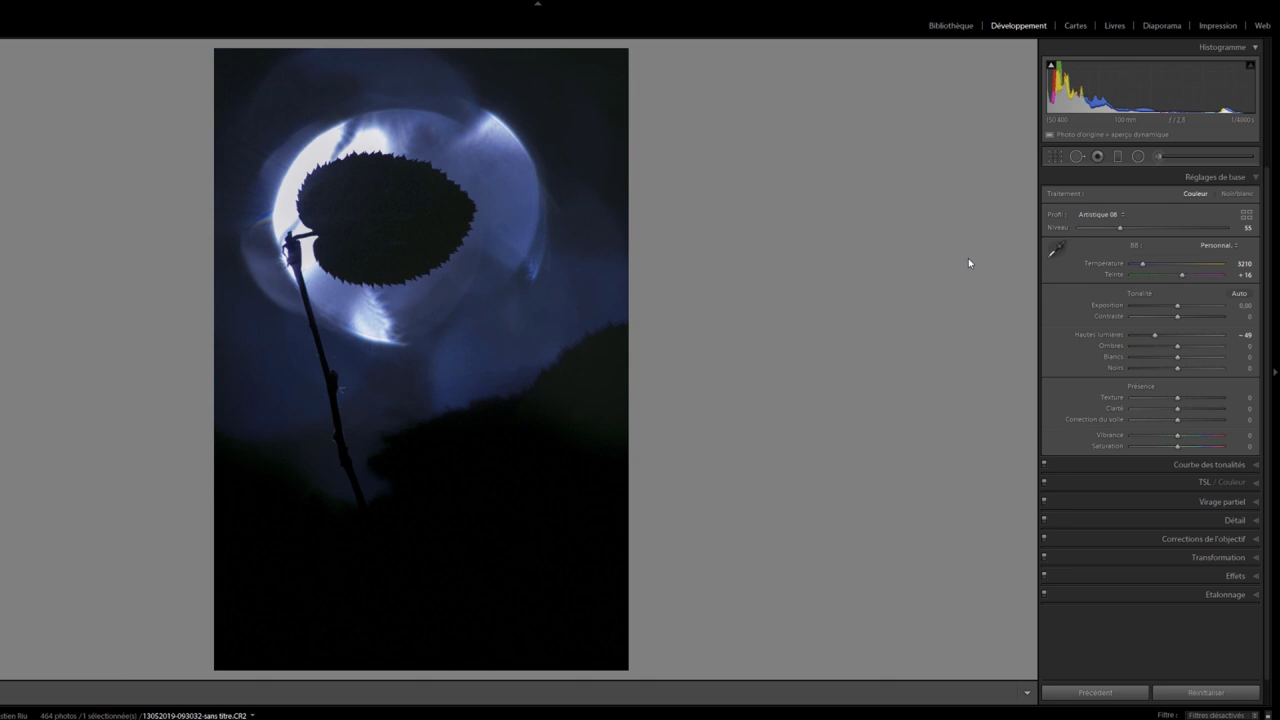 Bibliothèque | Développement | Cartes | Livres | Diaporama | Impression | Web
Histogramme
ISO 400 100 mm ƒ / 2,8 1/4000 s
Photo d'origine + aperçu dynamique
Réglages de base
Traitement : Couleur Noir/blanc
Profil : Artistique 08
Niveau : 55
BB : Personnal.
Température 3210
Teinte + 16
Tonalité Auto
Exposition 0,00
Contraste 0
Hautes lumières − 49
Ombres 0
Blancs 0
Noirs 0
Présence
Texture 0
Clarté 0
Correction du voile 0
Vibrance 0
Saturation 0
Courbe des tonalités
TSL / Couleur
Virage partiel
Détail
Corrections de l'objectif
Transformation
Effets
Etalonnage
Précédent Réinitialiser
stien Riu 464 photos /1 sélectionnée(s) /13052019-093032-sans titre.CR2 Filtre : Filtres désactivés